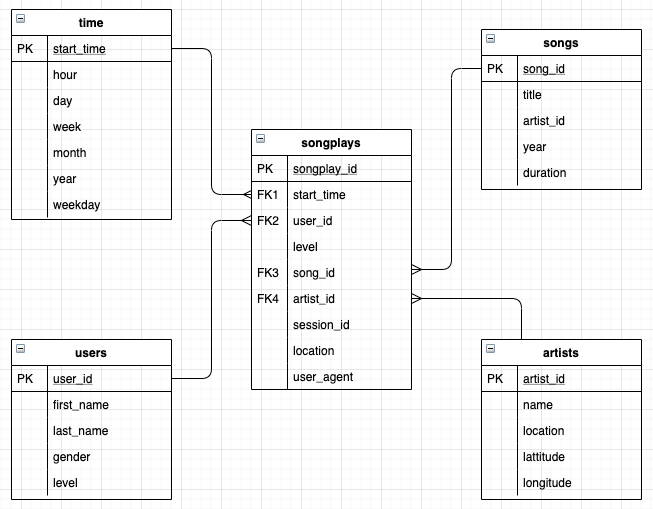 time
PK start_time
hour
day
week
month
year
weekday
songs
PK song_id
title
artist_id
year
duration
songplays
PK songplay_id
FK1 start_time
FK2 user_id
level
FK3 song_id
FK4 artist_id
session_id
location
user_agent
users
PK user_id
first_name
last_name
gender
level
artists
PK artist_id
name
location
lattitude
longitude